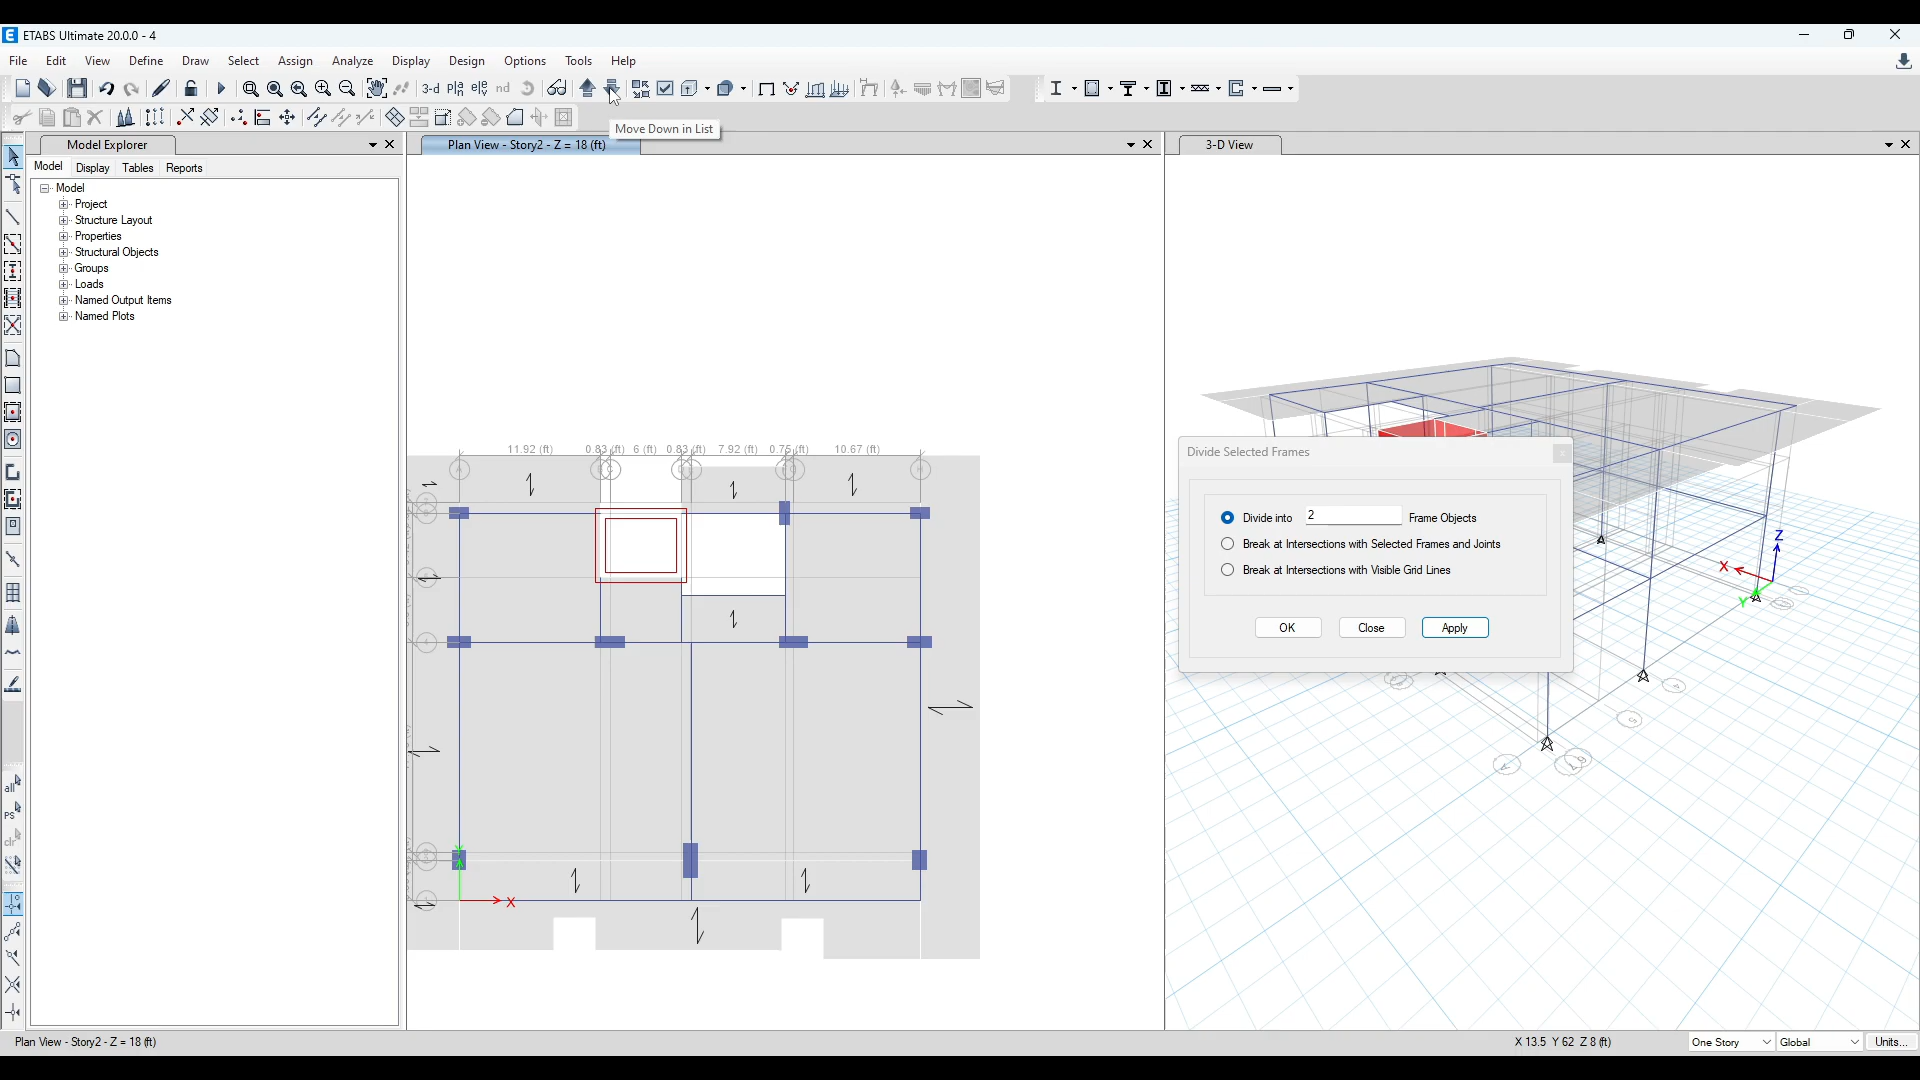 ETABS Ultimate 20.0.0 - 4
File Edit View Define Draw Select Assign Analyze Display Design Options Tools Help
3-d nd
Move Down in List
Model Explorer
Plan View - Story2 - Z = 18 (ft)
3-D View
Model Display Tables Reports
Model
Project
Structure Layout
Properties
Structural Objects
Groups
Loads
Named Output Items
Named Plots
11.92 (ft) 0.83 (ft) 6 (ft) 0.83 (ft) 7.92 (ft) 0.75 (ft) 10.67 (ft)
Divide Selected Frames
Divide into 2 Frame Objects
Break at Intersections with Selected Frames and Joints
Break at Intersections with Visible Grid Lines
OK Close Apply
Z
X
Y
X
all
ps
clr
Plan View - Story2 - Z = 18 (ft)
X 13.5 Y 62 Z 8 (ft)
One Story
Global
Units...